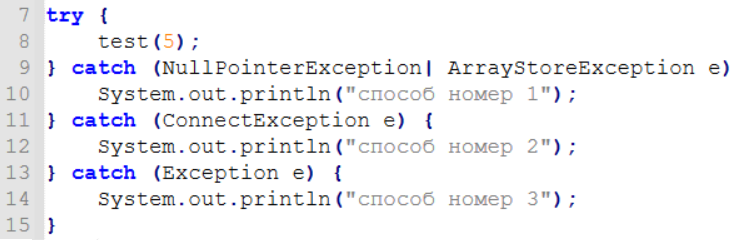 7 try {
8     test(5);
9 } catch (NullPointerException| ArrayStoreException e)
10     System.out.println("способ номер 1");
11 } catch (ConnectException e) {
12     System.out.println("способ номер 2");
13 } catch (Exception e) {
14     System.out.println("способ номер 3");
15 }